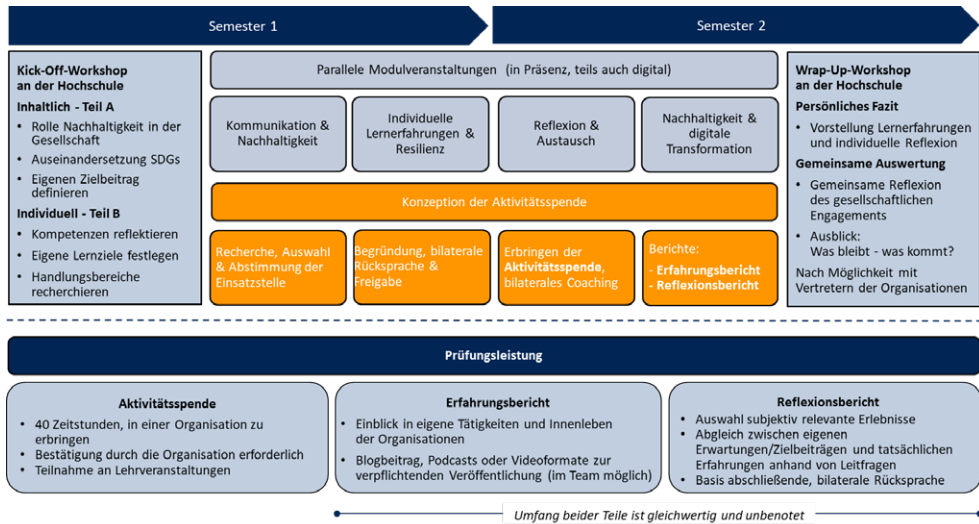 Semester 1
Semester 2
Kick-Off-Workshop
an der Hochschule
Inhaltlich - Teil A
• Rolle Nachhaltigkeit in der
Gesellschaft
• Auseinandersetzung SDGs
• Eigenen Zielbeitrag
definieren
Individuell - Teil B
• Kompetenzen reflektieren
• Eigene Lernziele festlegen
• Handlungsbereiche
recherchieren
Parallele Modulveranstaltungen (in Präsenz, teils auch digital)
Kommunikation &
Nachhaltigkeit
Individuelle
Lernerfahrungen &
Resilienz
Reflexion &
Austausch
Nachhaltigkeit &
digitale
Transformation
Konzeption der Aktivitätsspende
Recherche, Auswahl
& Abstimmung der
Einsatzstelle
Begründung, bilaterale
Rücksprache &
Freigabe
Erbringen der
Aktivitätsspende,
bilaterales Coaching
Berichte:
- Erfahrungsbericht
- Reflexionsbericht
Wrap-Up-Workshop
an der Hochschule
Persönliches Fazit
• Vorstellung Lernerfahrungen
und individuelle Reflexion
Gemeinsame Auswertung
• Gemeinsame Reflexion
des gesellschaftlichen
Engagements
• Ausblick:
Was bleibt - was kommt?
Nach Möglichkeit mit
Vertretern der Organisationen
Prüfungsleistung
Aktivitätsspende
• 40 Zeitstunden, in einer Organisation zu
erbringen
• Bestätigung durch die Organisation erforderlich
• Teilnahme an Lehrveranstaltungen
Erfahrungsbericht
• Einblick in eigene Tätigkeiten und Innenleben
der Organisationen
• Blogbeitrag, Podcasts oder Videoformate zur
verpflichtenden Veröffentlichung (im Team möglich)
Reflexionsbericht
• Auswahl subjektiv relevante Erlebnisse
• Abgleich zwischen eigenen
Erwartungen/Zielbeiträgen und tatsächlichen
Erfahrungen anhand von Leitfragen
• Basis abschließende, bilaterale Rücksprache
Umfang beider Teile ist gleichwertig und unbenotet